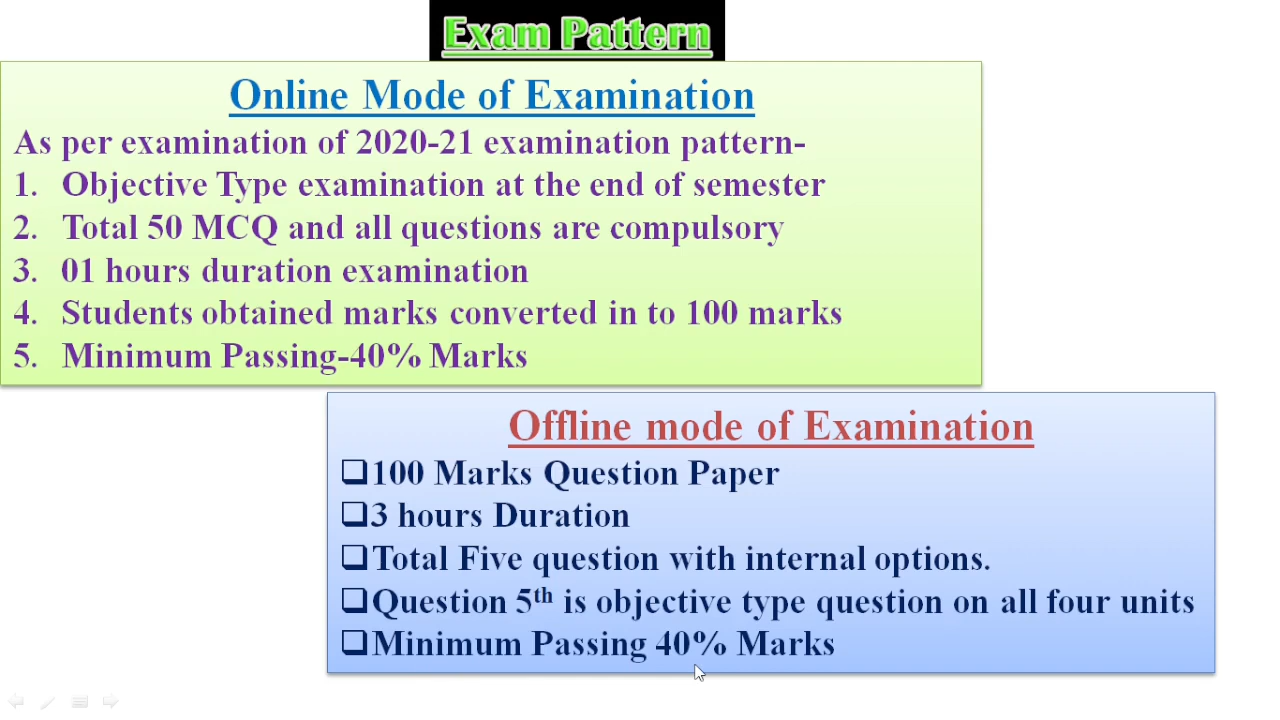 Exam Pattern
Online Mode of Examination
As per examination of 2020-21 examination pattern-
1. Objective Type examination at the end of semester
2. Total 50 MCQ and all questions are compulsory
3. 01 hours duration examination
4. Students obtained marks converted in to 100 marks
5. Minimum Passing-40% Marks
Offline mode of Examination
❑100 Marks Question Paper
❑3 hours Duration
❑Total Five question with internal options.
❑Question 5th is objective type question on all four units
❑Minimum Passing 40% Marks